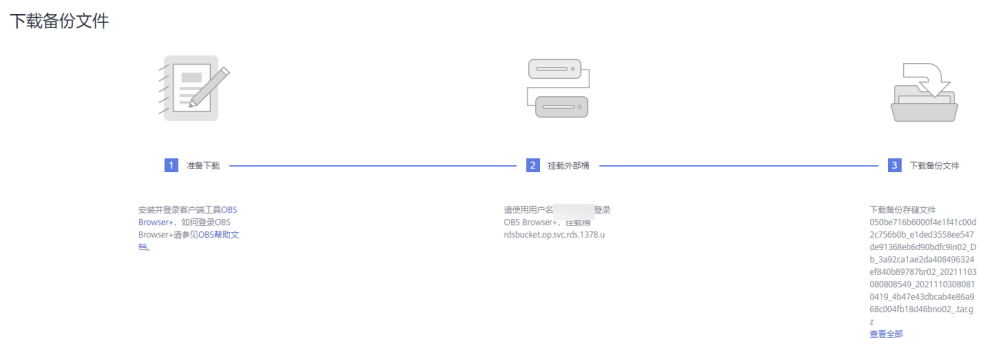 下载备份文件
1 准备下载
2 挂载外部桶
3 下载备份文件
安装并登录客户端工具OBS
Browser+，如何登录OBS
Browser+请参见OBS帮助文
档。
请使用用户名 登录
OBS Browser+，挂载桶
rdsbucket.op.svc.rds.1378.u
下载备份存储文件
050be716b6000f4e1f41c00d
2c756b0b_e1ded3558ee547
de91368eb6d90bdfc9in02_D
b_3a92ca1ae2da408496324
ef840b89787br02_20211103
080808549_2021110308081
0419_4b47e43dbcab4e86a9
68c004fb18d46bno02_.tar.g
z
查看全部